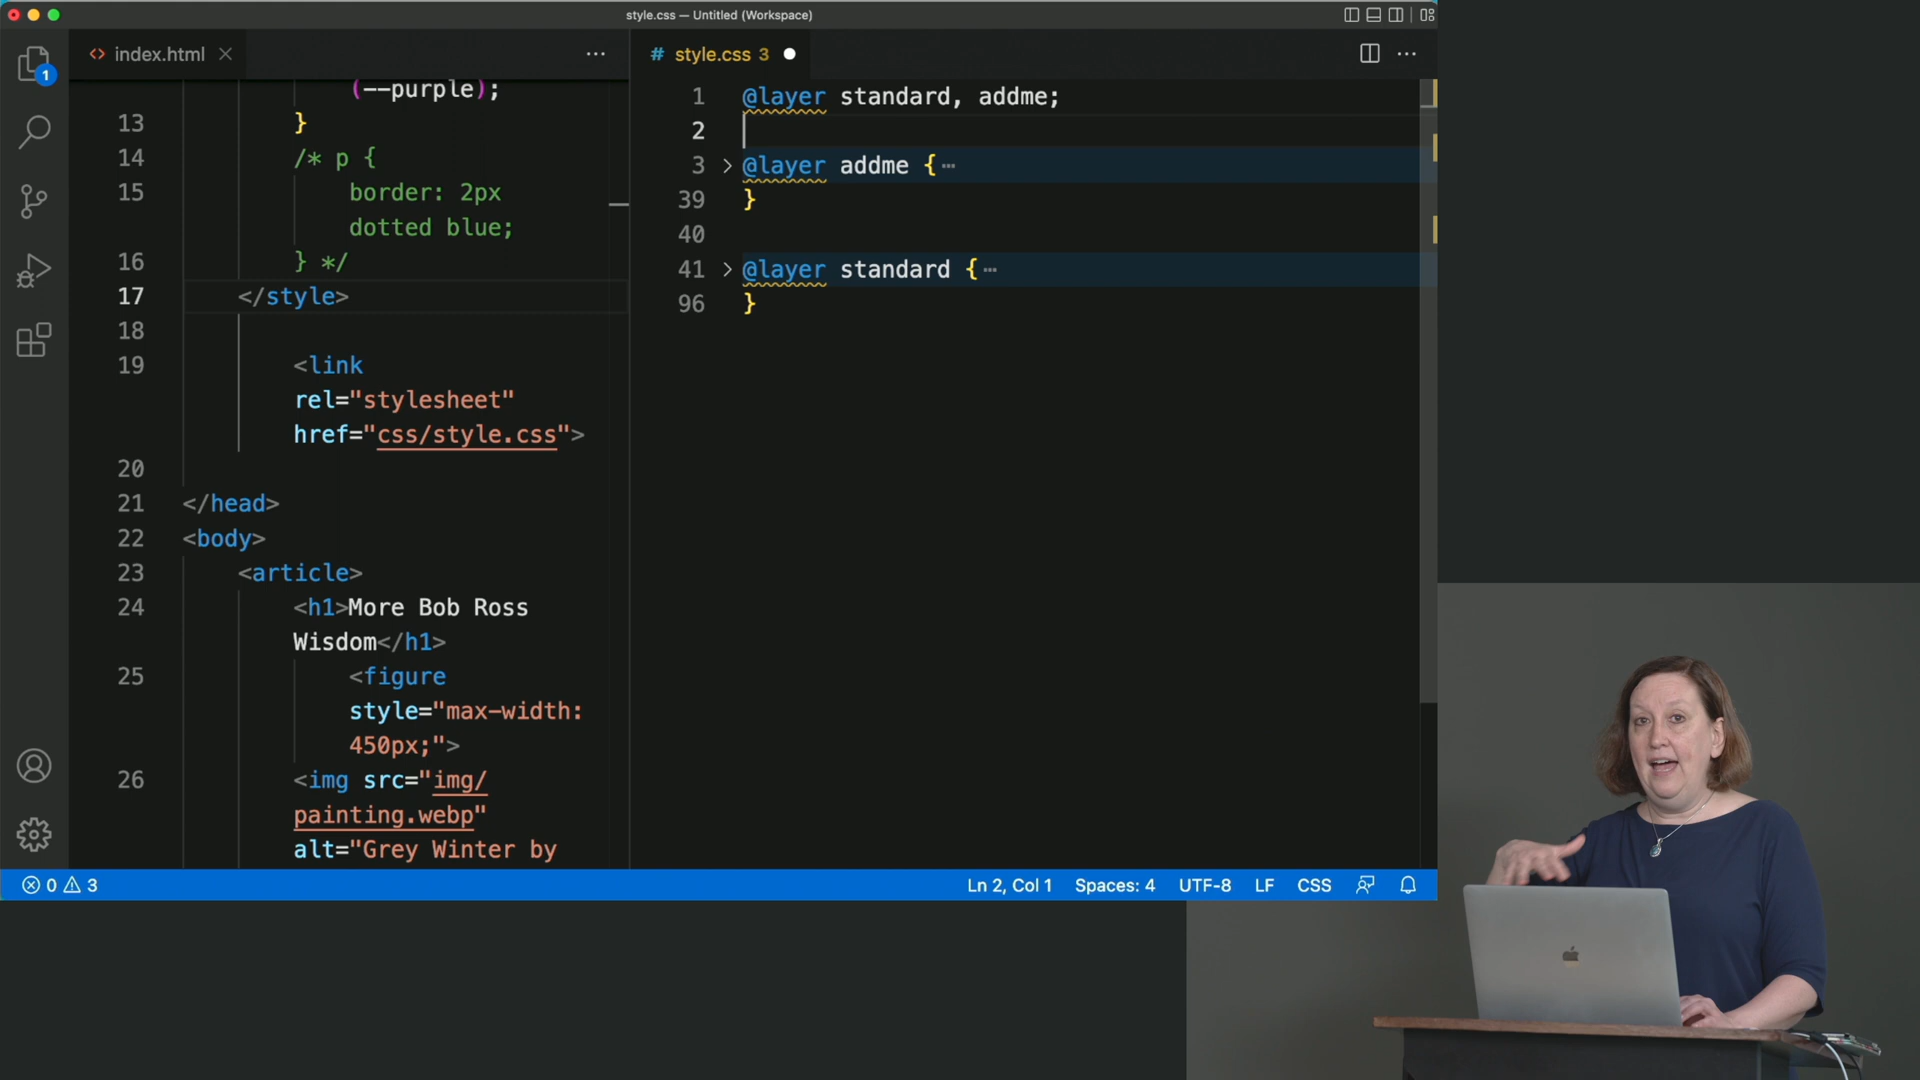 style.css — Untitled (Workspace)
1
index.html
style.css 3
(--purple);
13 }
14 /* p {
15 border: 2px
dotted blue;
16 } */
17 </style>
18
19 <link
rel="stylesheet"
href="css/style.css">
20
21 </head>
22 <body>
23 <article>
24 <h1>More Bob Ross
Wisdom</h1>
25 <figure
style="max-width:
450px;">
26 <img src="img/
painting.webp"
alt="Grey Winter by
1 @layer standard, addme;
2
3 @layer addme {
39 }
40
41 @layer standard {
96 }
0 3
Ln 2, Col 1 Spaces: 4 UTF-8 LF CSS